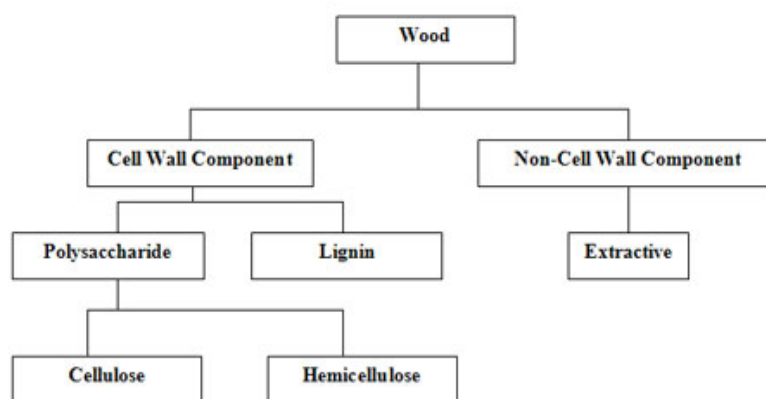 Wood
Cell Wall Component
Non-Cell Wall Component
Polysaccharide
Lignin
Extractive
Cellulose
Hemicellulose